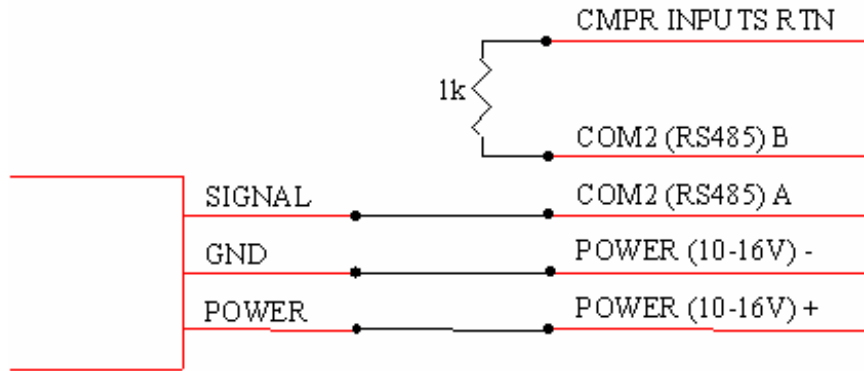 CMPR INPUTS RTN
1k
COM2 (RS485) B
SIGNAL
COM2 (RS485) A
GND
POWER (10-16V) -
POWER
POWER (10-16V) +